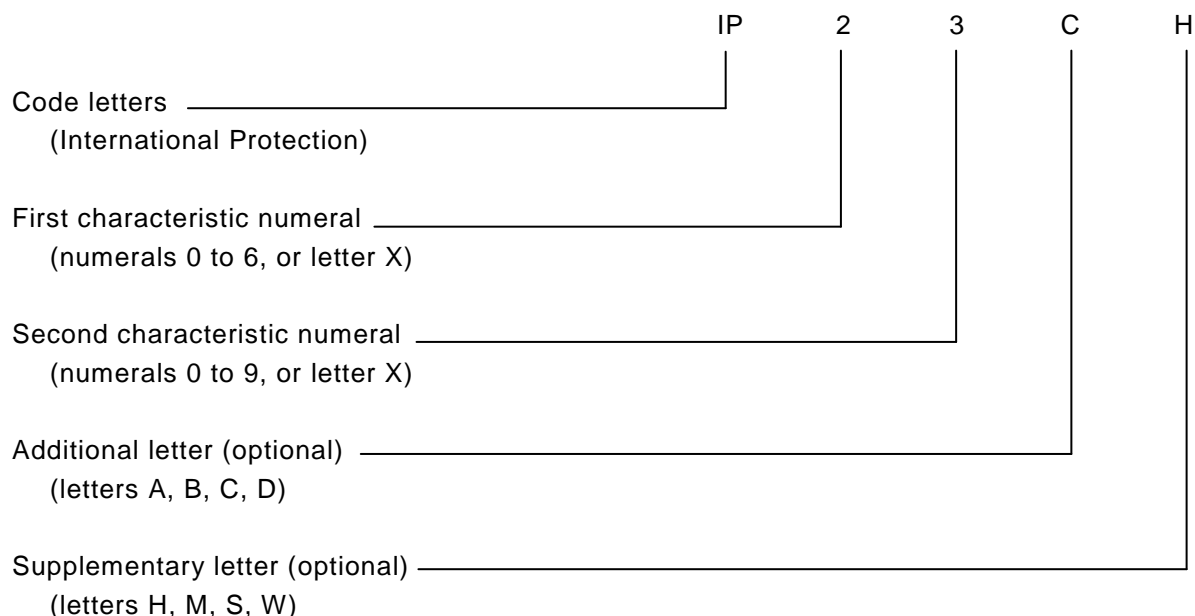 IP 2 3 C H
Code letters
(International Protection)
First characteristic numeral
(numerals 0 to 6, or letter X)
Second characteristic numeral
(numerals 0 to 9, or letter X)
Additional letter (optional)
(letters A, B, C, D)
Supplementary letter (optional)
(letters H, M, S, W)